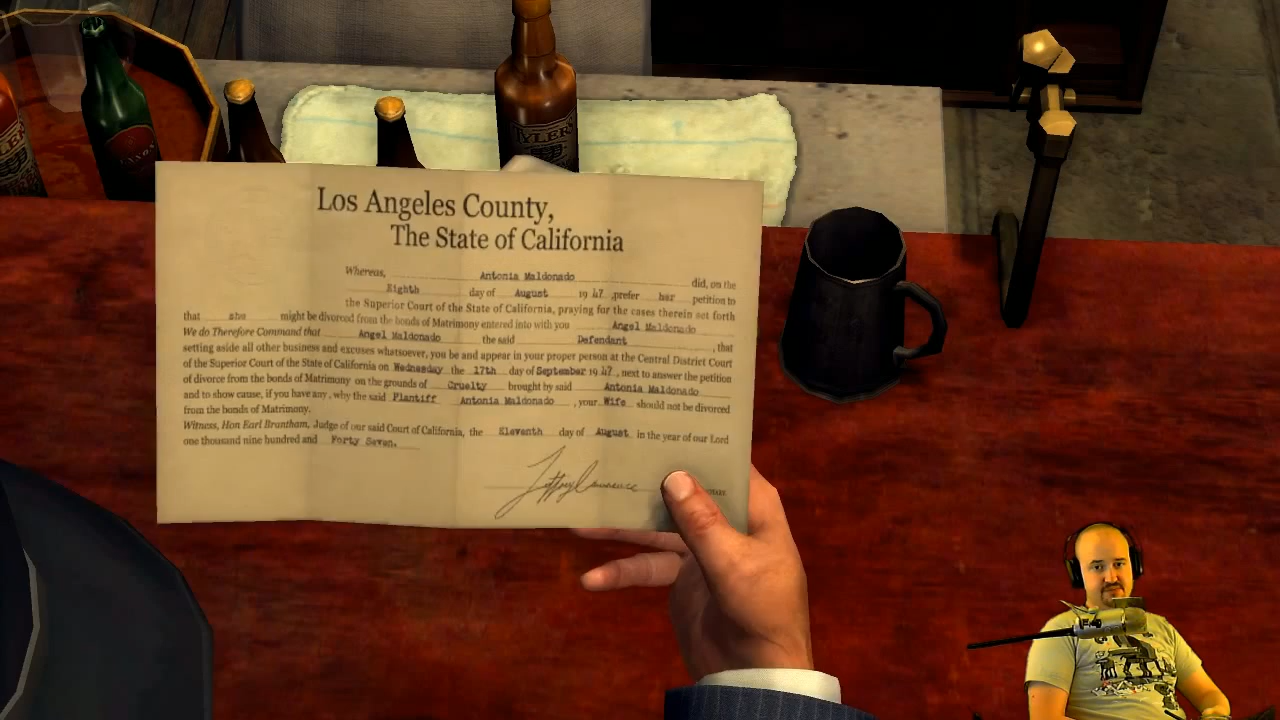 TYLER'S
Los Angeles County,
The State of California
Whereas, Antonia Maldonado did, on the
Eighth day of August 19 47 ,prefer her petition to
the Superior Court of the State of California, praying for the cases therein set forth
that she might be divorced from the bonds of Matrimony entered into with you Angel Maldonado
We do Therefore Command that Angel Maldonado the said Defendant , that
setting aside all other business and excuses whatsoever, you be and appear in your proper person at the Central District Court
of the Superior Court of the State of California on Wednesday the 17th day of September 19 47 , next to answer the petition
of divorce from the bonds of Matrimony on the grounds of Cruelty brought by said Antonia Maldonado
and to show cause, if you have any , why the said Plantiff Antonia Maldonado , your Wife should not be divorced
from the bonds of Matrimony.
Witness, Hon Earl Brantham, Judge of our said Court of California, the Eleventh day of August in the year of our Lord
one thousand nine hundred and Forty Seven.
Jeffrey Lawrence